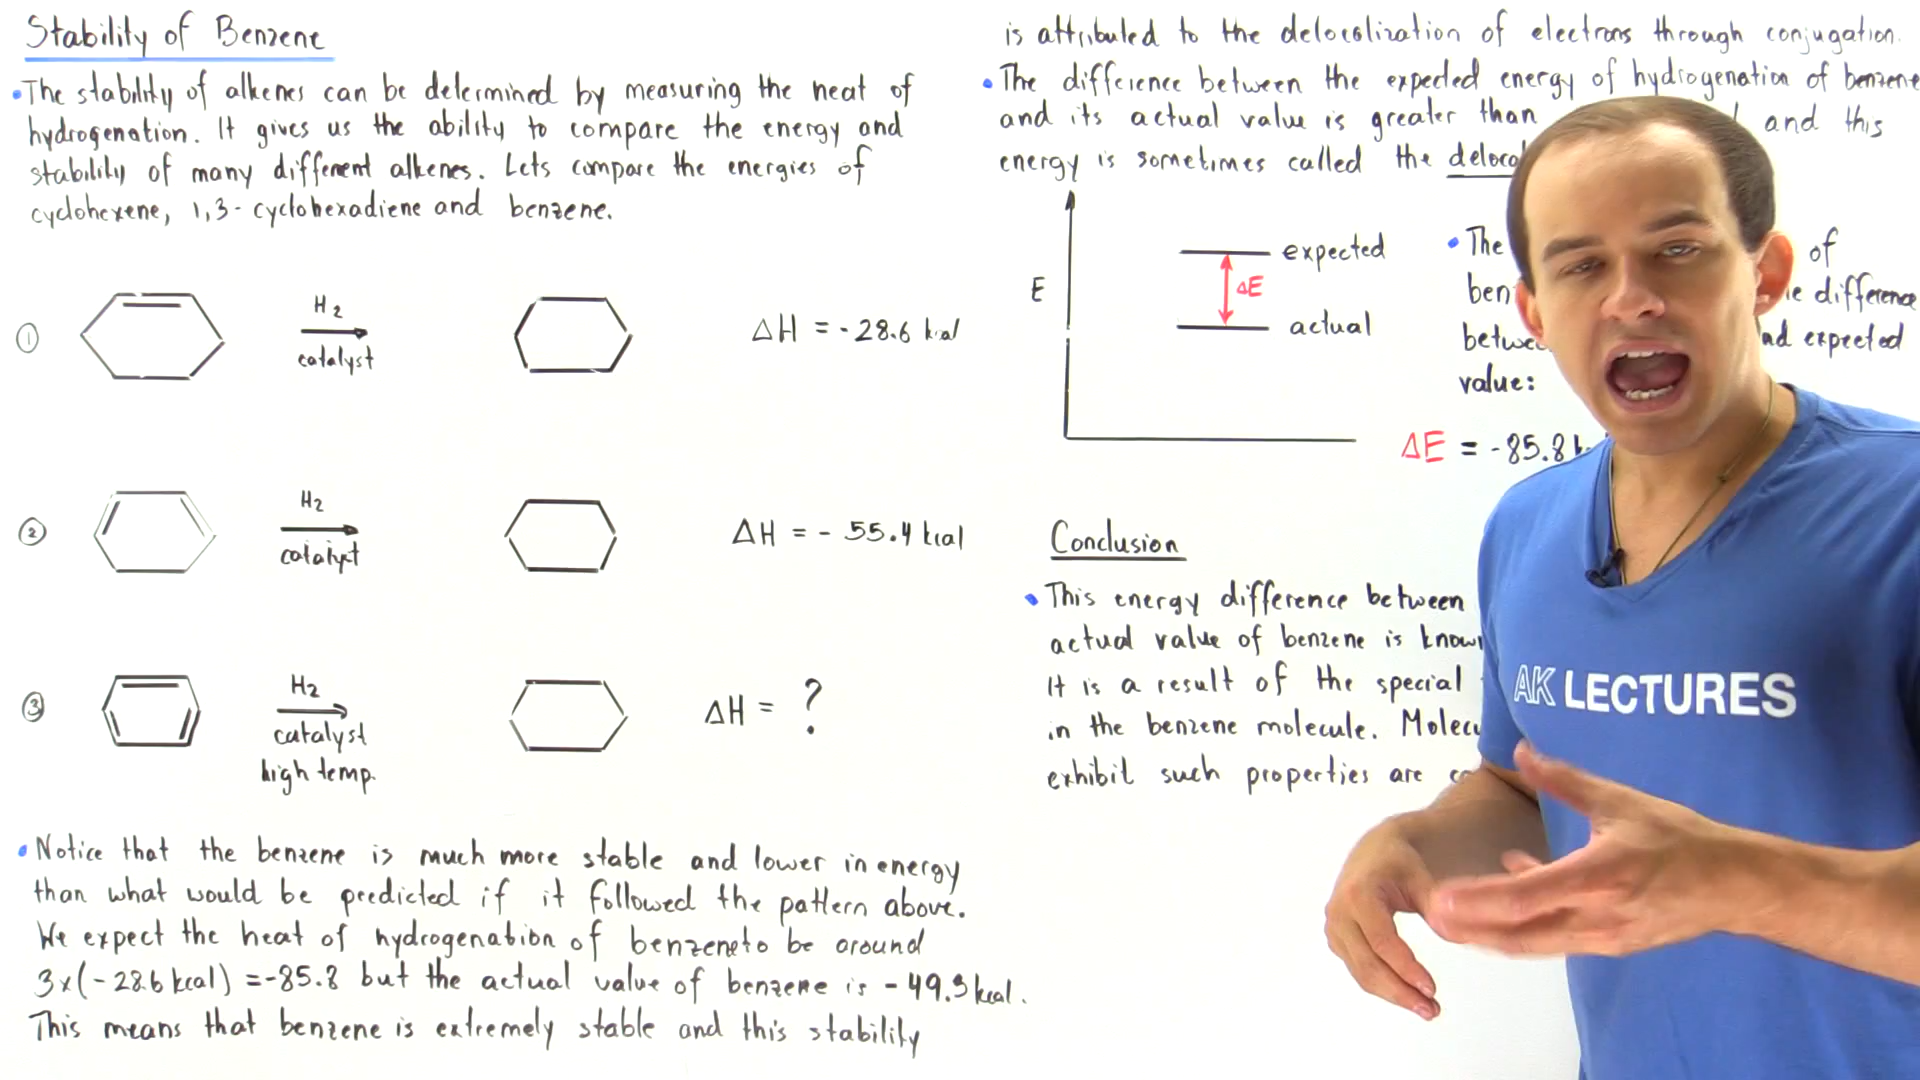 Stability of Benzene
• The stability of alkenes can be determined by measuring the heat of
hydrogenation. It gives us the ability to compare the energy and
stability of many different alkenes. Lets compare the energies of
cyclohexene, 1,3-cyclohexadiene and benzene.
① H2 catalyst ΔH = -28.6 kcal
② H2 catalyst ΔH = - 55.4 kcal
③ H2 catalyst high temp. ΔH = ?
• Notice that the benzene is much more stable and lower in energy
than what would be predicted if it followed the pattern above.
We expect the heat of hydrogenation of benzene to be around
3x(-28.6 kcal) = -85.8 but the actual value of benzene is -49.3 kcal.
This means that benzene is extremely stable and this stability
is attributed to the delocalization of electrons through conjugation.
• The difference between the expected energy of hydrogenation of benzene
and its actual value is greater than and this
energy is sometimes called the
E
expected
ΔE
actual
• The of
difference
expected
value:
ΔE = -85.8
Conclusion
• This energy difference between
actual value of benzene is
It is a result of the special
in the benzene molecule.
exhibit such properties are
AK LECTURES